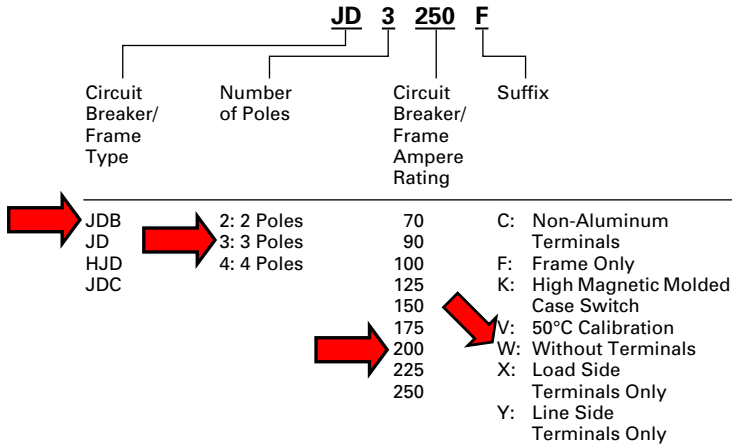 JD 3 250 F
Circuit
Breaker/
Frame
Type
Number
of Poles
Circuit
Breaker/
Frame
Ampere
Rating
Suffix
JDB
JD
HJD
JDC
2: 2 Poles
3: 3 Poles
4: 4 Poles
70
90
100
125
150
175
200
225
250
C: Non-Aluminum
Terminals
F: Frame Only
K: High Magnetic Molded
Case Switch
V: 50°C Calibration
W: Without Terminals
X: Load Side
Terminals Only
Y: Line Side
Terminals Only